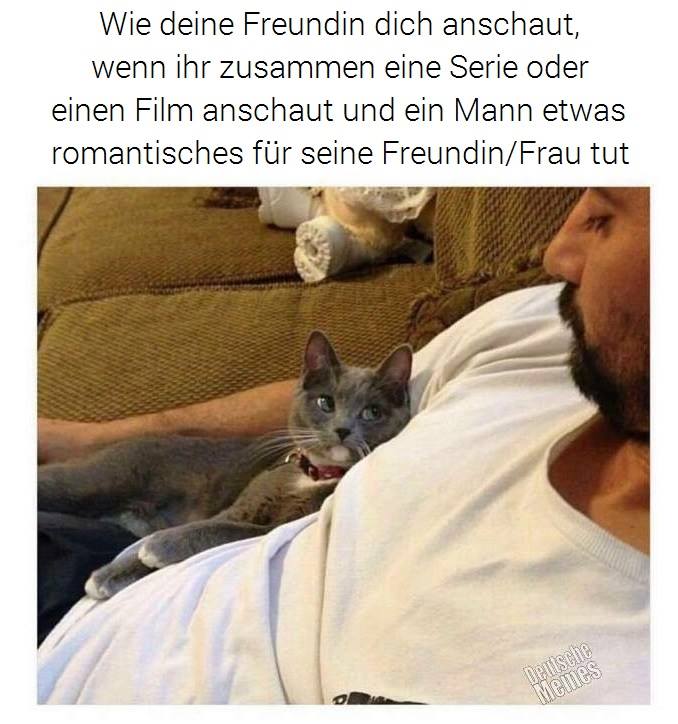 Wie deine Freundin dich anschaut,
wenn ihr zusammen eine Serie oder
einen Film anschaut und ein Mann etwas
romantisches für seine Freundin/Frau tut
Deutsche
Memes